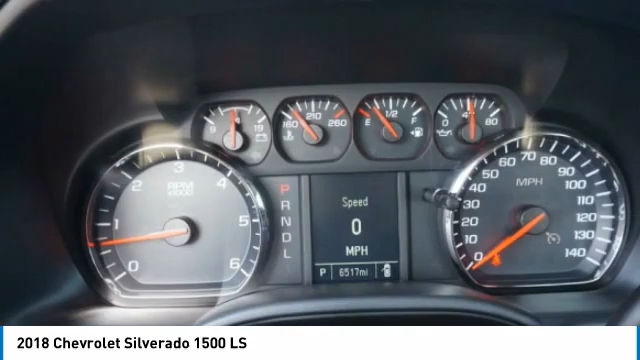 9 14 19
160 210 260
E 1/2 F
0 40 80
0 1 2 3 4 5 6
RPM
x1000
P
R
N
D
L
Speed
0
MPH
P 6517mi
MPH
0 10 20 30 40 50 60 70 80 90 100 110 120 130 140
2018 Chevrolet Silverado 1500 LS